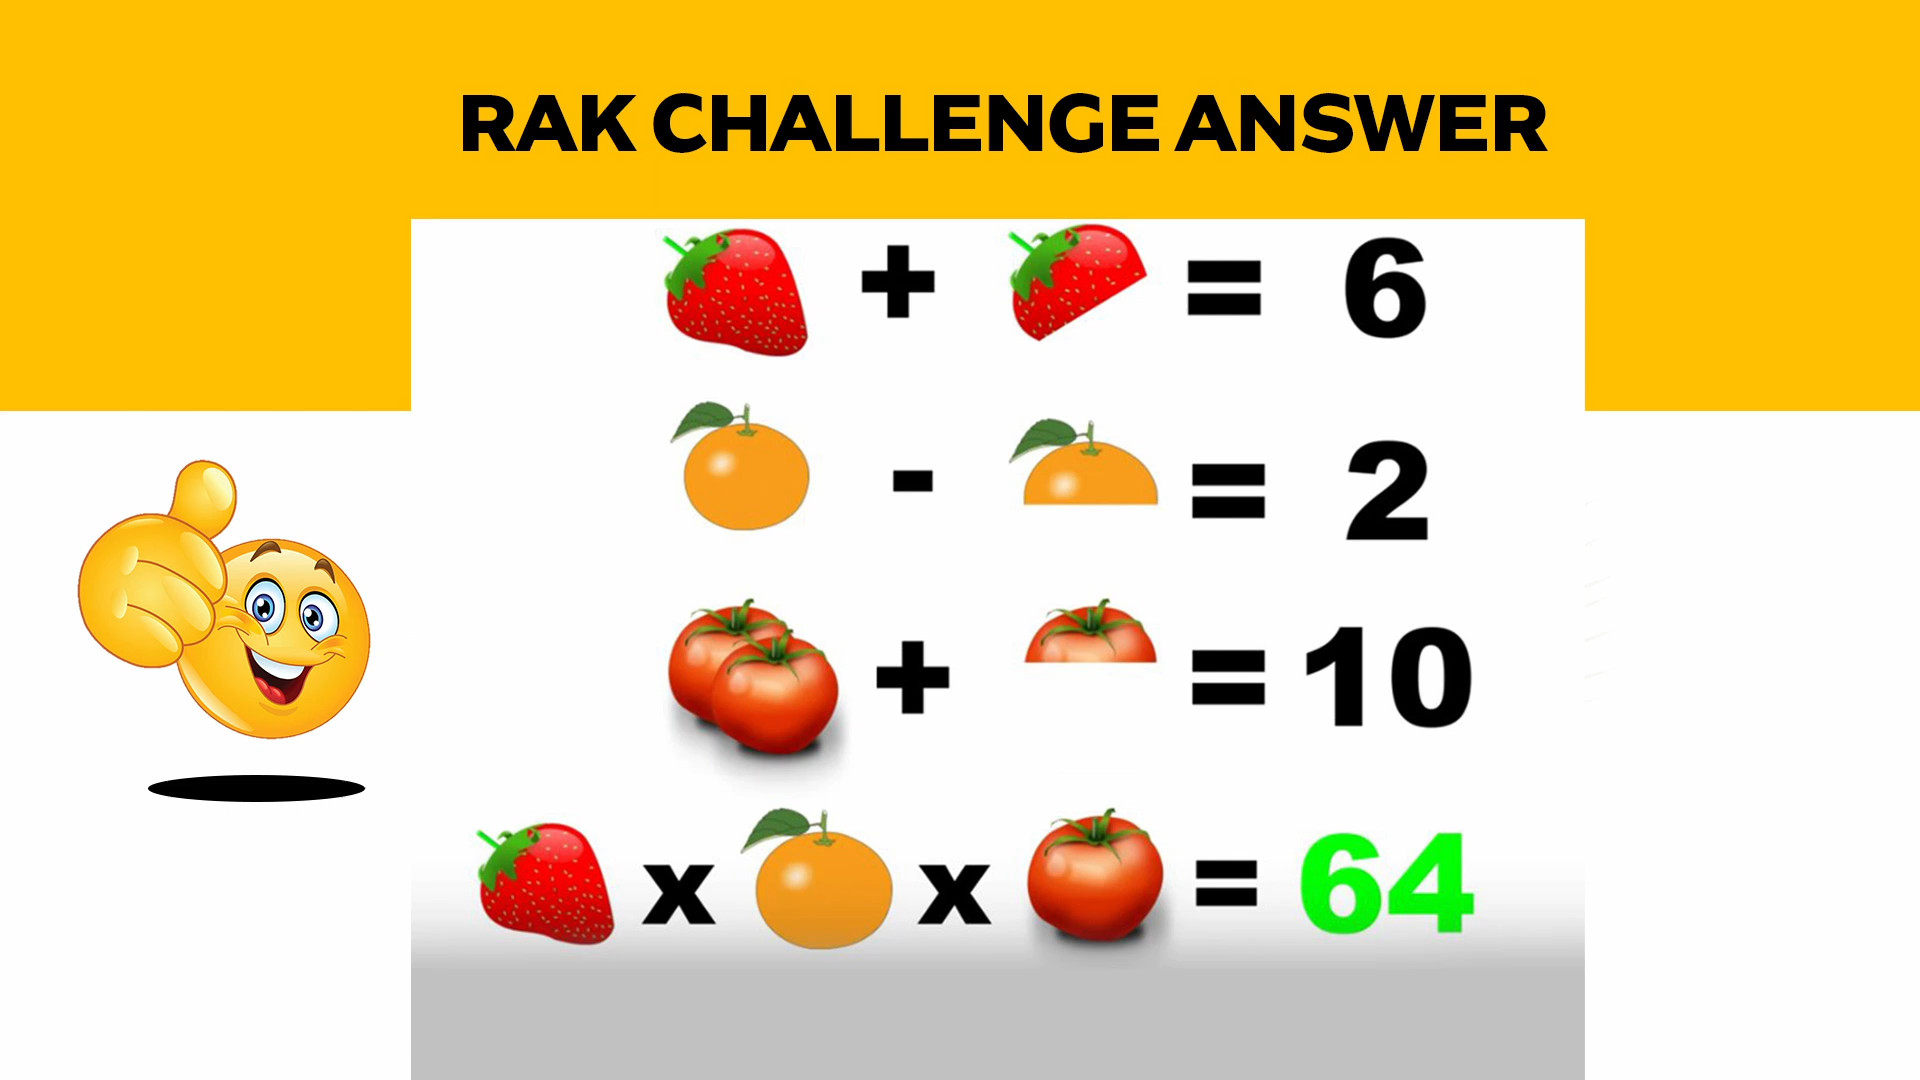 RAK CHALLENGE ANSWER
+ = 6
- = 2
+ = 10
x x = 64